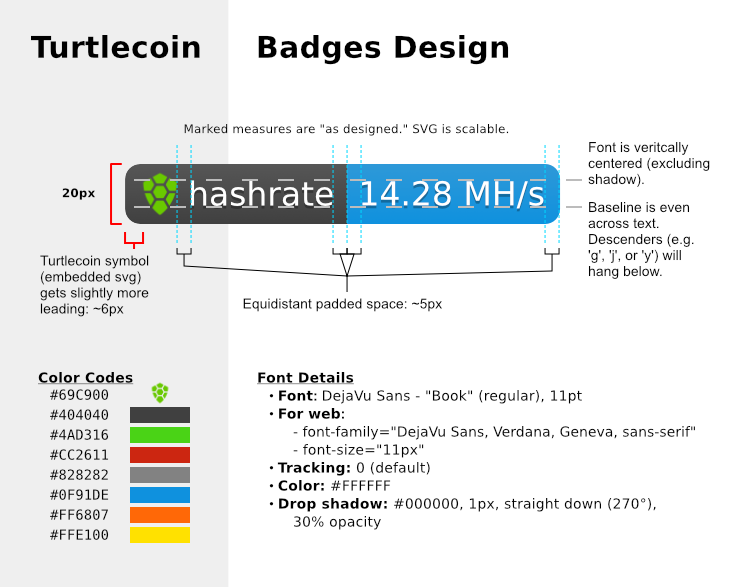 Turtlecoin Badges Design
Marked measures are "as designed." SVG is scalable.
Font is veritcally
centered (excluding
shadow).
20px
hashrate 14.28 MH/s
Baseline is even
across text.
Descenders (e.g.
'g', 'j', or 'y') will
hang below.
Turtlecoin symbol
(embedded svg)
gets slightly more
leading: ~6px
Equidistant padded space: ~5px
Color Codes
#69C900
#404040
#4AD316
#CC2611
#828282
#0F91DE
#FF6807
#FFE100
Font Details
• Font: DejaVu Sans - "Book" (regular), 11pt
• For web:
- font-family="DejaVu Sans, Verdana, Geneva, sans-serif"
- font-size="11px"
• Tracking: 0 (default)
• Color: #FFFFFF
• Drop shadow: #000000, 1px, straight down (270°),
30% opacity